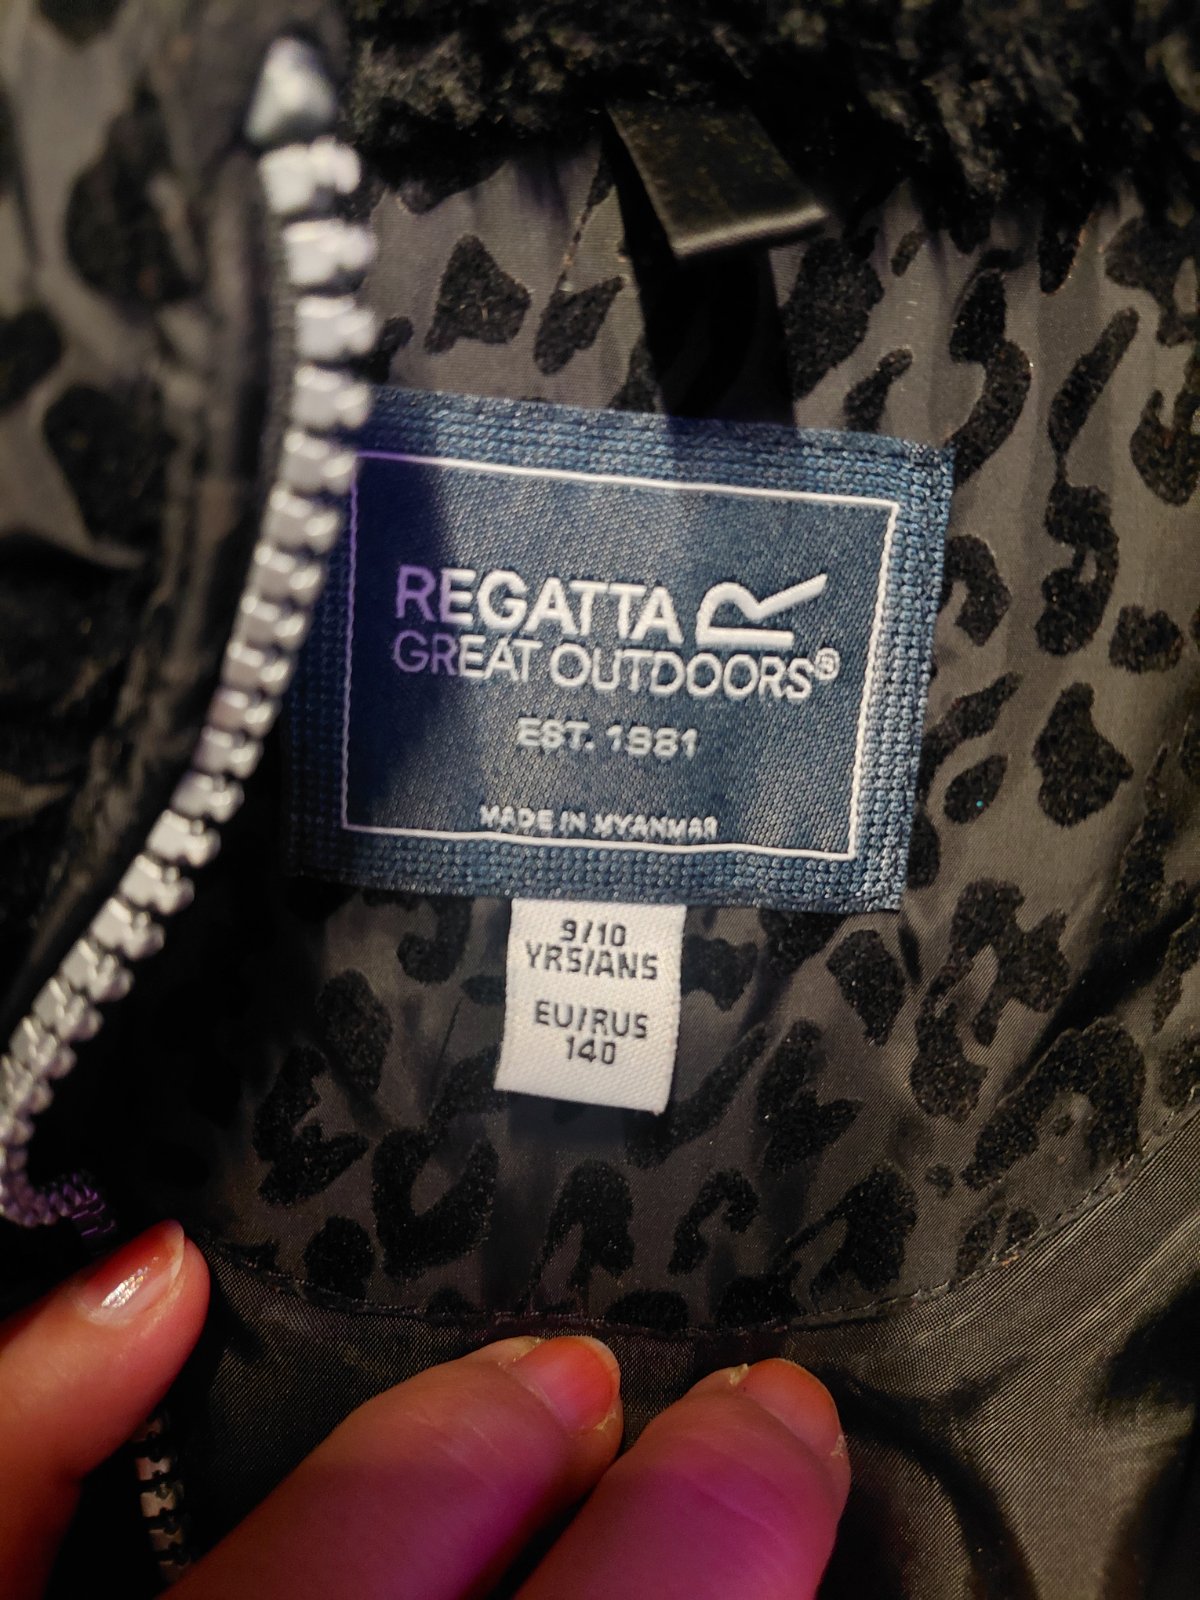 REGATTA
GREAT OUTDOORS®
EST. 1981
MADE IN MYANMAR
9/10
YRS/ANS
EU/RUS
140